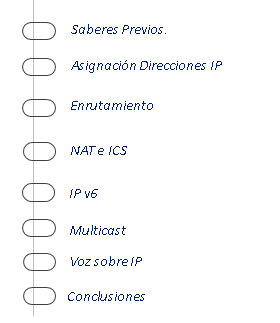 Saberes Previos.
Asignación Direcciones IP
Enrutamiento
NAT e ICS
IP v6
Multicast
Voz sobre IP
Conclusiones